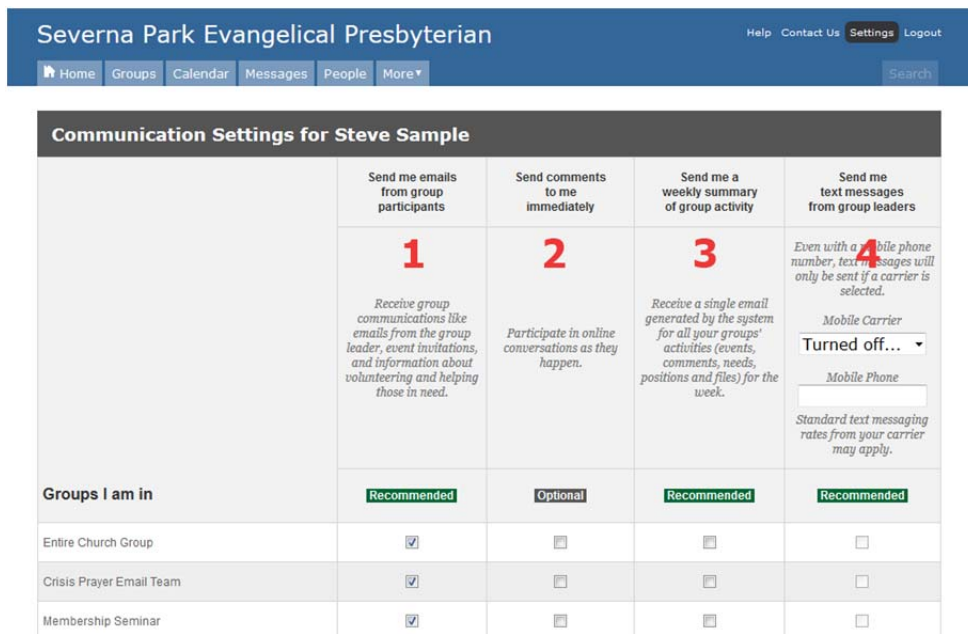 Severna Park Evangelical Presbyterian
Help Contact Us Settings Logout
Home Groups Calendar Messages People More▾
Search
Communication Settings for Steve Sample
Send me emails
from group
participants
Send comments
to me
immediately
Send me a
weekly summary
of group activity
Send me
text messages
from group leaders
1
Receive group
communications like
emails from the group
leader, event invitations,
and information about
volunteering and helping
those in need.
2
Participate in online
conversations as they
happen.
3
Receive a single email
generated by the system
for all your groups'
activities (events,
comments, needs,
positions and files) for the
week.
4
Even with a mobile phone
number, text messages will
only be sent if a carrier is
selected.
Mobile Carrier
Turned off...
Mobile Phone
Standard text messaging
rates from your carrier
may apply.
Groups I am in
Recommended
Optional
Recommended
Recommended
Entire Church Group
Crisis Prayer Email Team
Membership Seminar